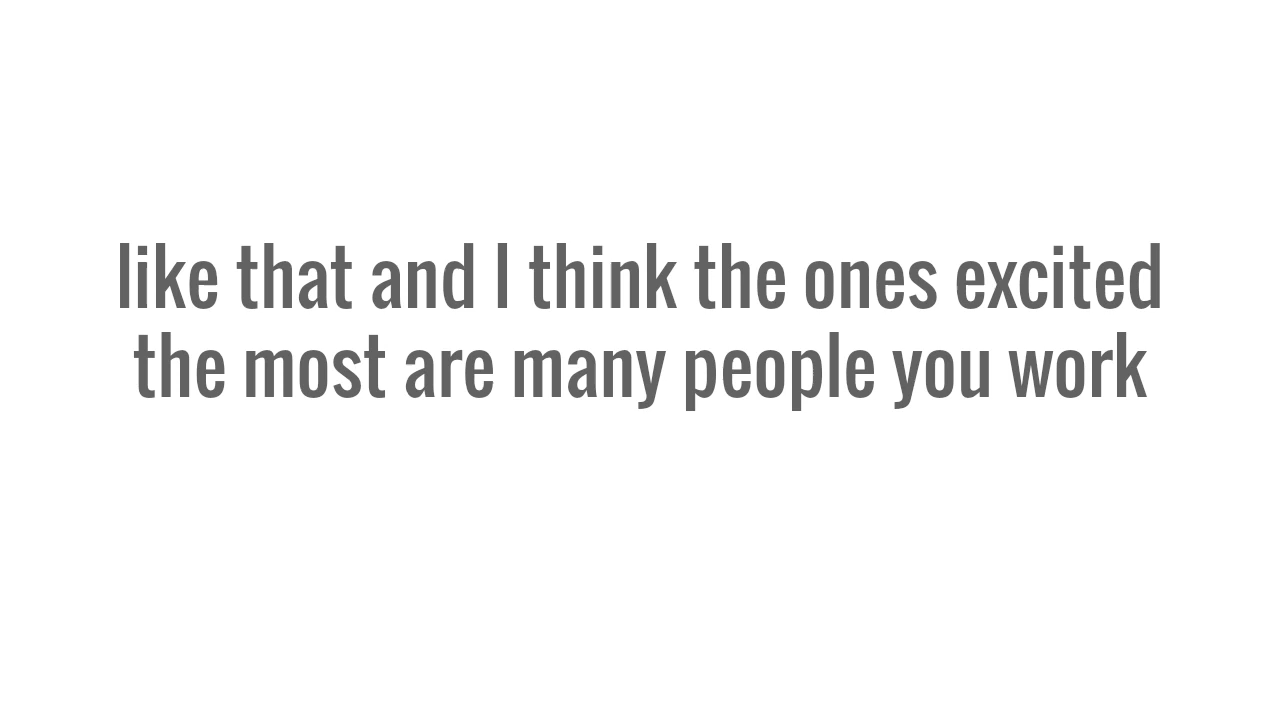 like that and I think the ones excited
the most are many people you work